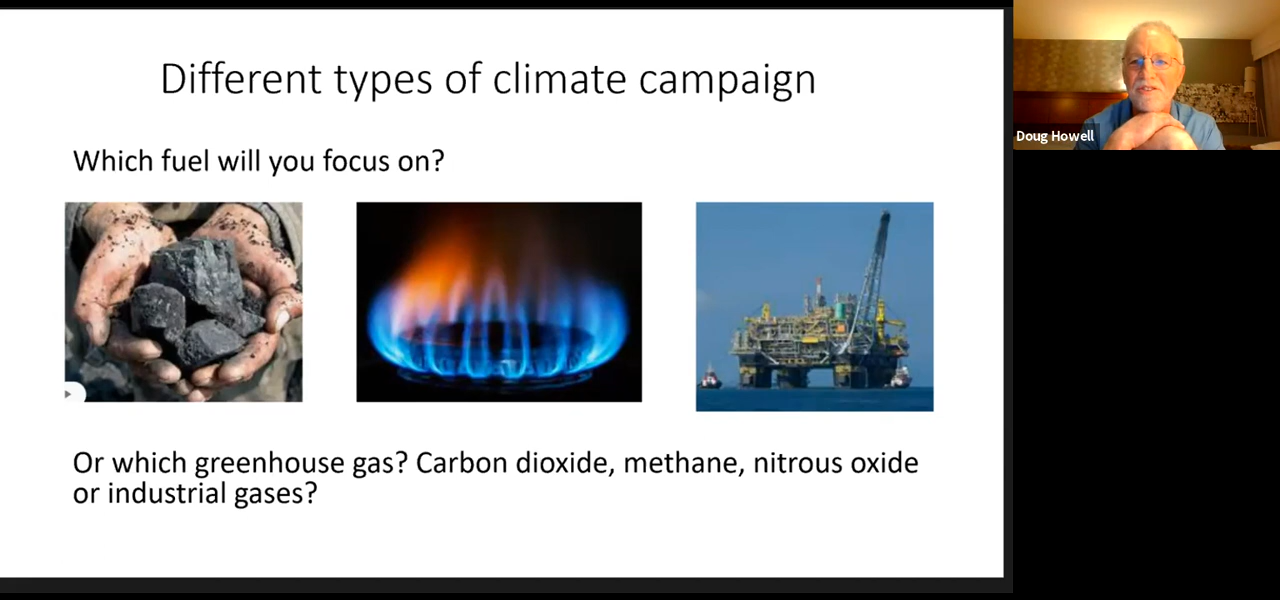 Different types of climate campaign
Which fuel will you focus on?
Or which greenhouse gas? Carbon dioxide, methane, nitrous oxide
or industrial gases?
Doug Howell